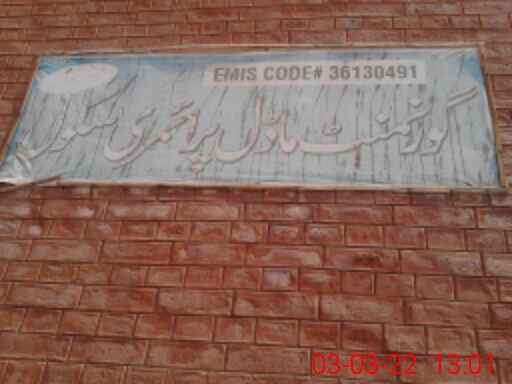 EMIS CODE# 36130491
گورنمنٹ ماڈل پرائمری سکول
03-03-22 13:01